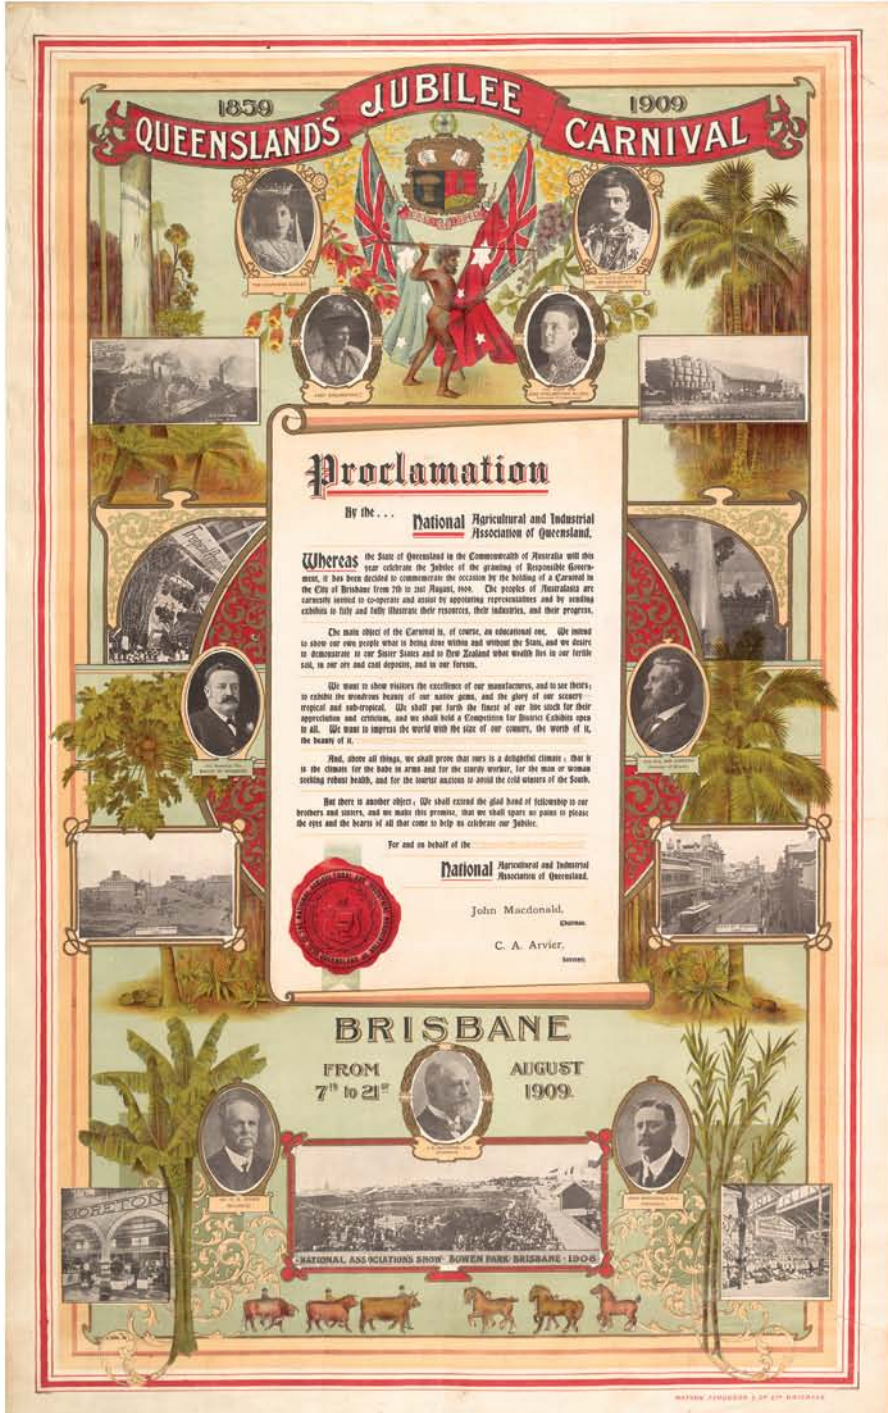 1859
JUBILEE
1909
QUEENSLAND'S
CARNIVAL
Proclamation
By the...
National Agricultural and Industrial
Association of Queensland.
Whereas the State of Queensland in the Commonwealth of Australia will this
year celebrate the Jubilee of the granting of Responsible Govern-
ment, it has been decided to commemorate the occasion by the holding of a Carnival in
the City of Brisbane from 7th to 21st August, 1909. The peoples of Australasia are
earnestly invited to co-operate and assist by appointing representatives and by sending
exhibits to fitly and fully illustrate their resources, their industries, and their progress.
The main object of the Carnival is, of course, an educational one. We intend
to show our own people what is being done within and without the State, and we desire
to demonstrate to our Sister States and to New Zealand what wealth lies in our fertile
soil, in our ore and coal deposits, and in our forests.
We want to show visitors the excellence of our manufactures, and to see theirs;
to exhibit the wondrous beauty of our native gems, and the glory of our scenery
tropical and sub-tropical. We shall put forth the finest of our live stock for their
appreciation and criticism, and we shall hold a Competition for District Exhibits open
to all. We want to impress the world with the size of our country, the worth of it,
the beauty of it.
And, above all things, we shall prove that ours is a delightful climate; that it
is the climate for the babe in arms and for the sturdy worker, for the man or woman
seeking robust health, and for the tourist anxious to avoid the cold winters of the South.
But there is another object; We shall extend the glad hand of fellowship to our
brothers and sisters, and we make this promise, that we shall spare no pains to please
the eyes and the hearts of all that come to help us celebrate our Jubilee.
For and on behalf of the
National Agricultural and Industrial
Association of Queensland.
John Macdonald,
Chairman.
C. A. Arvier,
Secretary.
BRISBANE
FROM
7th to 21st
AUGUST
1909.
MORETON
NATIONAL ASSOCIATIONS SHOW - BOWEN PARK BRISBANE - 1908